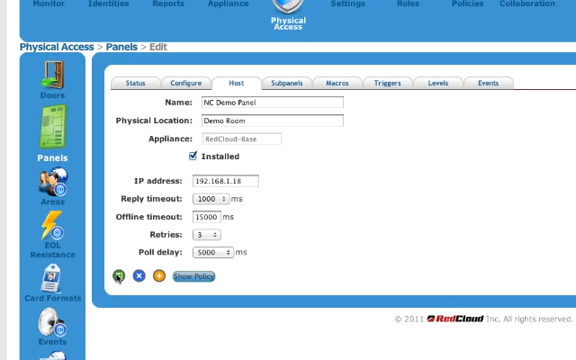 Monitor Identities Reports Appliance Physical Access Settings Roles Policies Collaboration
Physical Access > Panels > Edit
Doors
Panels
Areas
EOL Resistance
Card Formats
Events
Status Configure Host Subpanels Macros Triggers Levels Events
Name: NC Demo Panel
Physical Location: Demo Room
Appliance: RedCloud-Base
Installed
IP address: 192.168.1.18
Reply timeout: 1000 ms
Offline timeout: 15000 ms
Retries: 3
Poll delay: 5000 ms
Show Policy
© 2011 RedCloud Inc. All rights reserved.